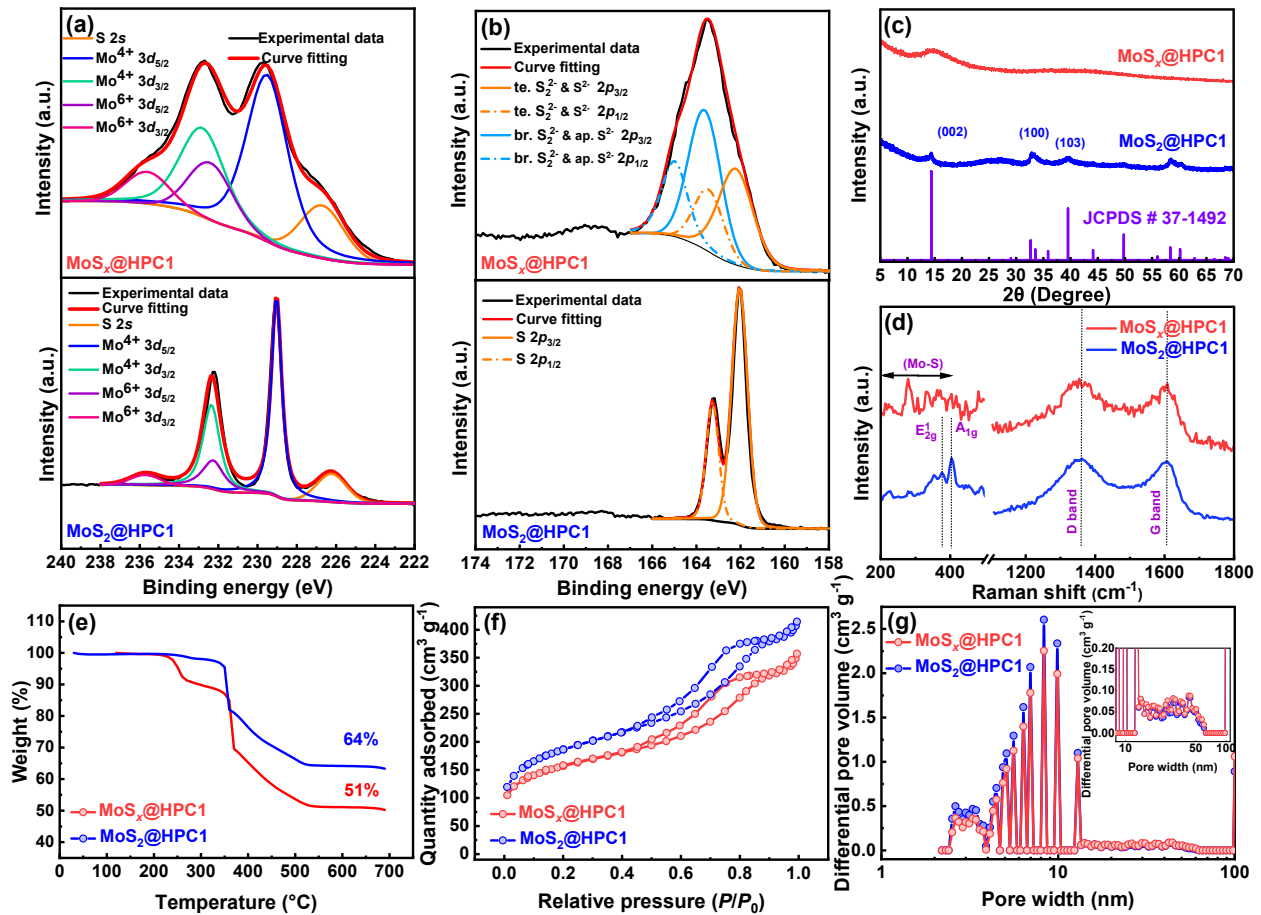 (a)
S 2s
Experimental data
Mo⁴⁺ 3d₅/₂
Curve fitting
Mo⁴⁺ 3d₃/₂
Mo⁶⁺ 3d₅/₂
Mo⁶⁺ 3d₃/₂
Intensity (a.u.)
MoSₓ@HPC1
Experimental data
Curve fitting
S 2s
Mo⁴⁺ 3d₅/₂
Mo⁴⁺ 3d₃/₂
Mo⁶⁺ 3d₅/₂
Mo⁶⁺ 3d₃/₂
Intensity (a.u.)
MoS₂@HPC1
240 238 236 234 232 230 228 226 224 222
Binding energy (eV)
(b)
Experimental data
Curve fitting
te. S₂²⁻ & S²⁻ 2p₃/₂
te. S₂²⁻ & S²⁻ 2p₁/₂
br. S₂²⁻ & ap. S²⁻ 2p₃/₂
br. S₂²⁻ & ap. S²⁻ 2p₁/₂
Intensity (a.u.)
MoSₓ@HPC1
Experimental data
Curve fitting
S 2p₃/₂
S 2p₁/₂
Intensity (a.u.)
MoS₂@HPC1
174 172 170 168 166 164 162 160 158
Binding energy (eV)
(c)
MoSₓ@HPC1
MoS₂@HPC1
(002) (100) (103)
JCPDS # 37-1492
Intensity (a.u.)
5 10 15 20 25 30 35 40 45 50 55 60 65 70
2θ (Degree)
(d)
MoSₓ@HPC1
MoS₂@HPC1
(Mo-S)
E¹₂g A₁g
D band
G band
Intensity (a.u.)
200 400 1200 1400 1600 1800
Raman shift (cm⁻¹)
(e)
110
100
90
80
70
60
50
40
Weight (%)
64%
51%
MoSₓ@HPC1
MoS₂@HPC1
0 100 200 300 400 500 600 700
Temperature (°C)
(f)
400
350
300
250
200
150
100
50
0
Quantity adsorbed (cm³ g⁻¹)
MoSₓ@HPC1
MoS₂@HPC1
0.0 0.2 0.4 0.6 0.8 1.0
Relative pressure (P/P₀)
(g)
MoSₓ@HPC1
MoS₂@HPC1
2.5
2.0
1.5
1.0
0.5
0.0
Differential pore volume (cm³ g⁻¹)
1 10 100
Pore width (nm)
0.20
0.15
0.10
0.05
0.00
Differential pore volume (cm³ g⁻¹)
10 50 100
Pore width (nm)